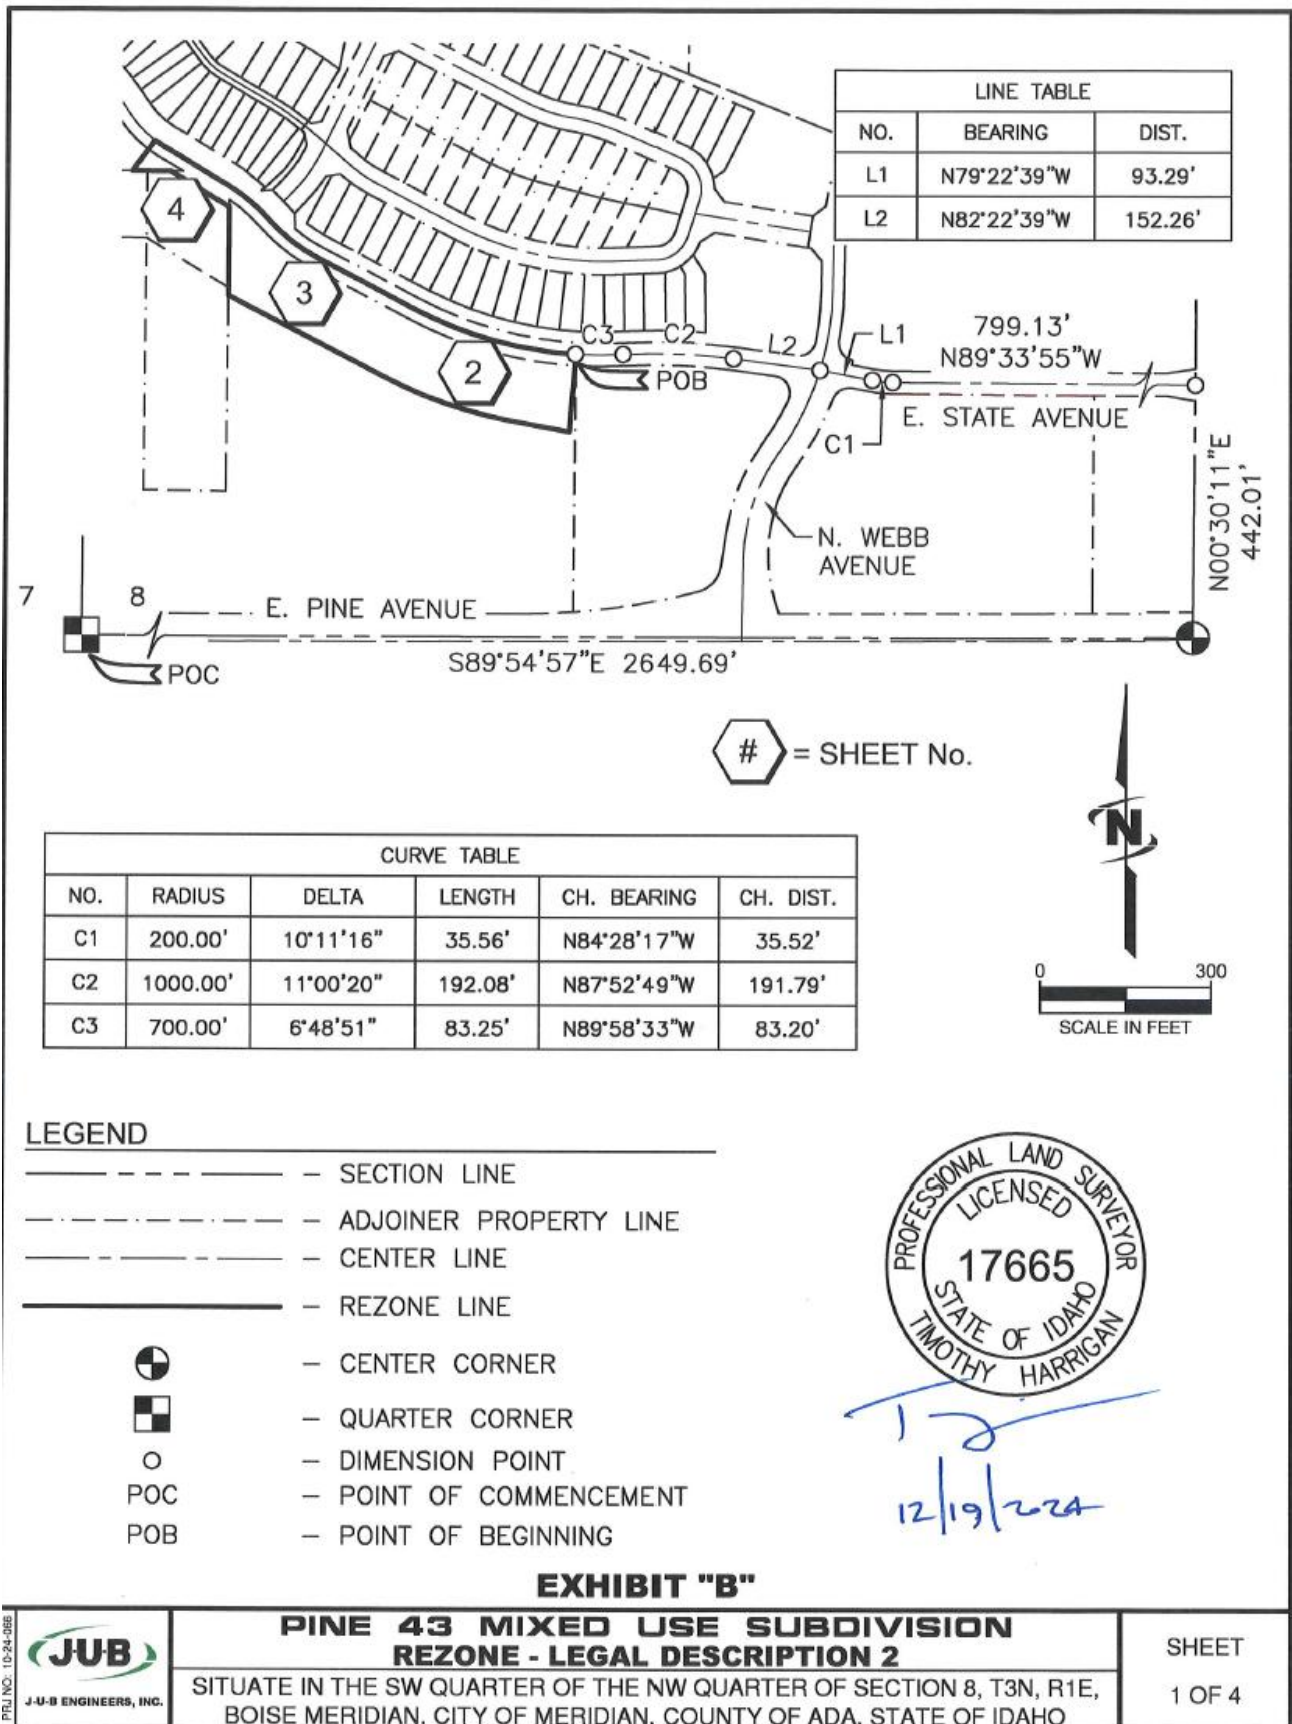 LINE TABLE
NO. BEARING DIST.
L1 N79°22'39"W 93.29'
L2 N82°22'39"W 152.26'
4
3
2
C3
C2
L2
L1
799.13'
N89°33'55"W
POB
E. STATE AVENUE
C1
N00°30'11"E
442.01'
N. WEBB
AVENUE
7
8
E. PINE AVENUE
S89°54'57"E 2649.69'
POC
# = SHEET No.
N
CURVE TABLE
NO. RADIUS DELTA LENGTH CH. BEARING CH. DIST.
C1 200.00' 10°11'16" 35.56' N84°28'17"W 35.52'
C2 1000.00' 11°00'20" 192.08' N87°52'49"W 191.79'
C3 700.00' 6°48'51" 83.25' N89°58'33"W 83.20'
0 300
SCALE IN FEET
LEGEND
– SECTION LINE
– ADJOINER PROPERTY LINE
– CENTER LINE
– REZONE LINE
– CENTER CORNER
– QUARTER CORNER
– DIMENSION POINT
POC – POINT OF COMMENCEMENT
POB – POINT OF BEGINNING
PROFESSIONAL LAND SURVEYOR
LICENSED
17665
STATE OF IDAHO
TIMOTHY HARRIGAN
12/19/2024
EXHIBIT "B"
PRJ NO: 10-24-066
J·U·B
J-U-B ENGINEERS, INC.
PINE 43 MIXED USE SUBDIVISION
REZONE - LEGAL DESCRIPTION 2
SITUATE IN THE SW QUARTER OF THE NW QUARTER OF SECTION 8, T3N, R1E,
BOISE MERIDIAN, CITY OF MERIDIAN, COUNTY OF ADA, STATE OF IDAHO
SHEET
1 OF 4